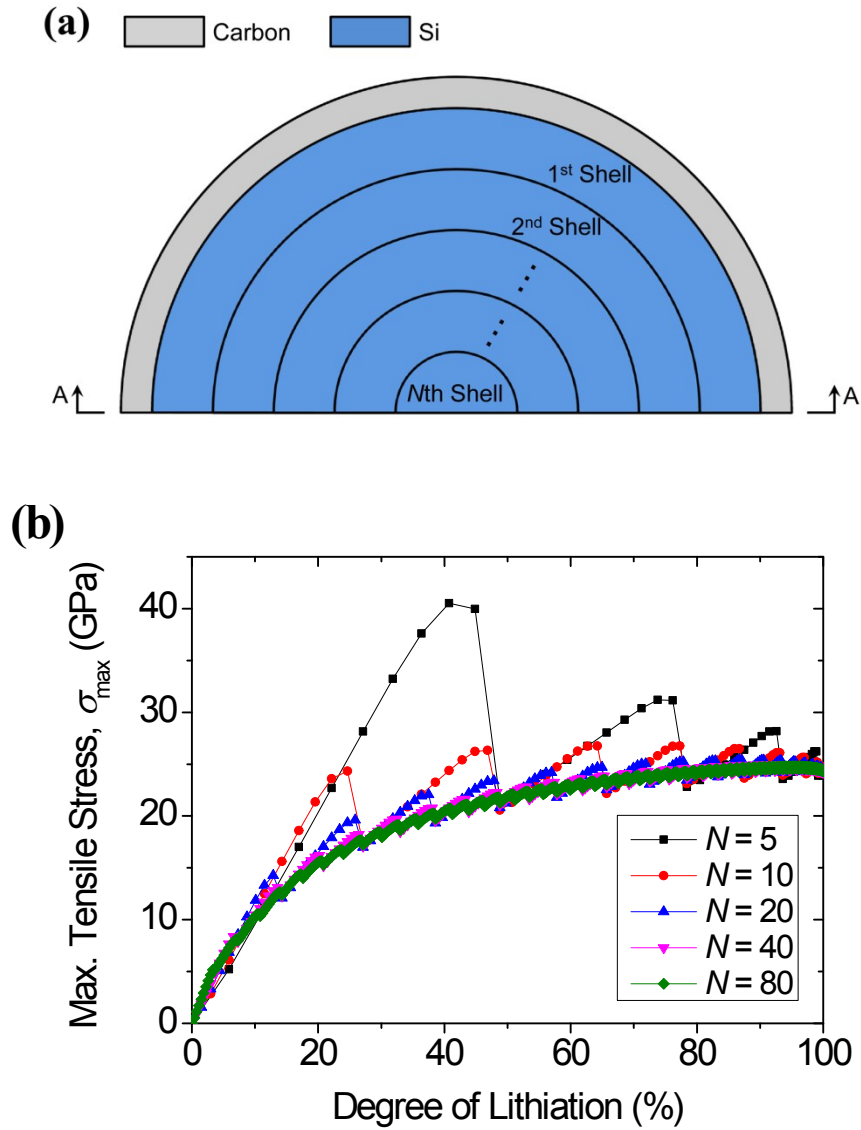 (a) Carbon Si
1st Shell
2nd Shell
Nth Shell
A A
(b)
Max. Tensile Stress, σmax (GPa)
40
30
20
10
0
N = 5
N = 10
N = 20
N = 40
N = 80
0 20 40 60 80 100
Degree of Lithiation (%)